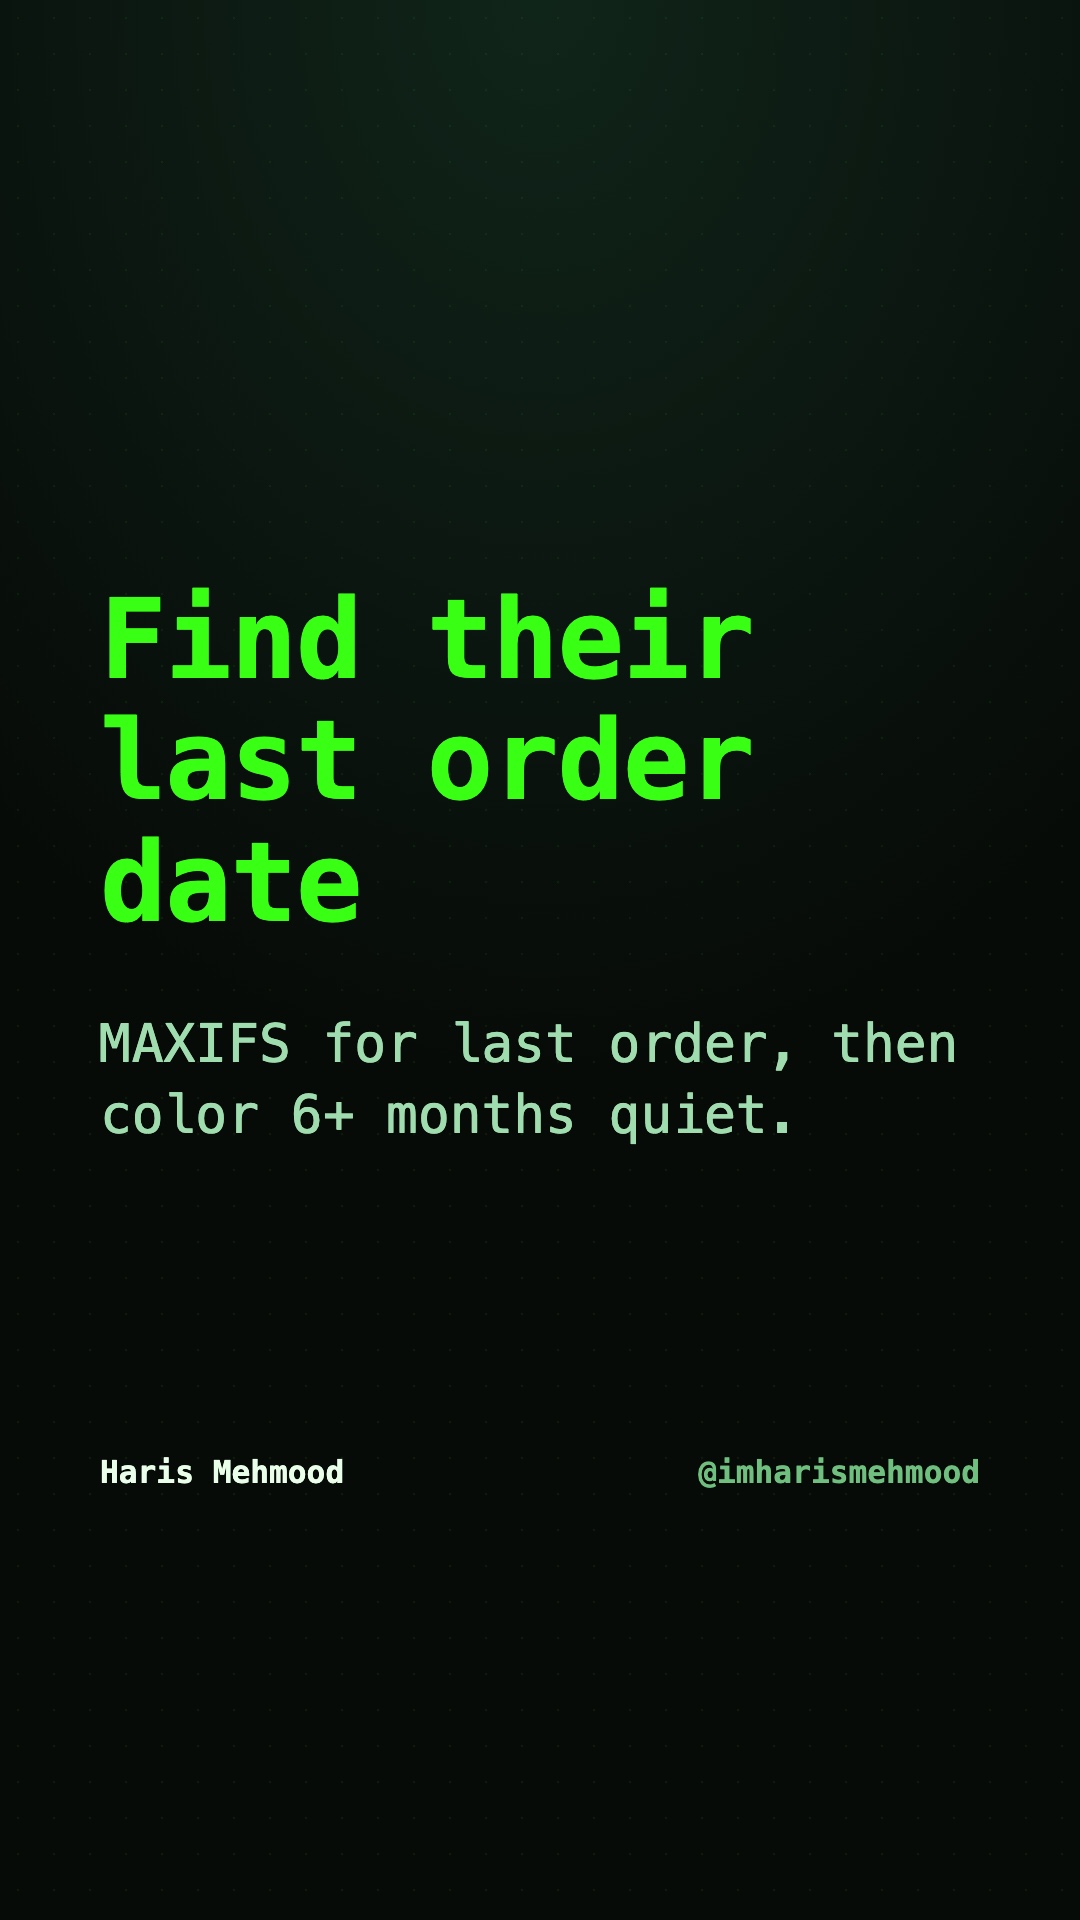 Find their
last order
date
MAXIFS for last order, then
color 6+ months quiet.
Haris Mehmood
@imharismehmood